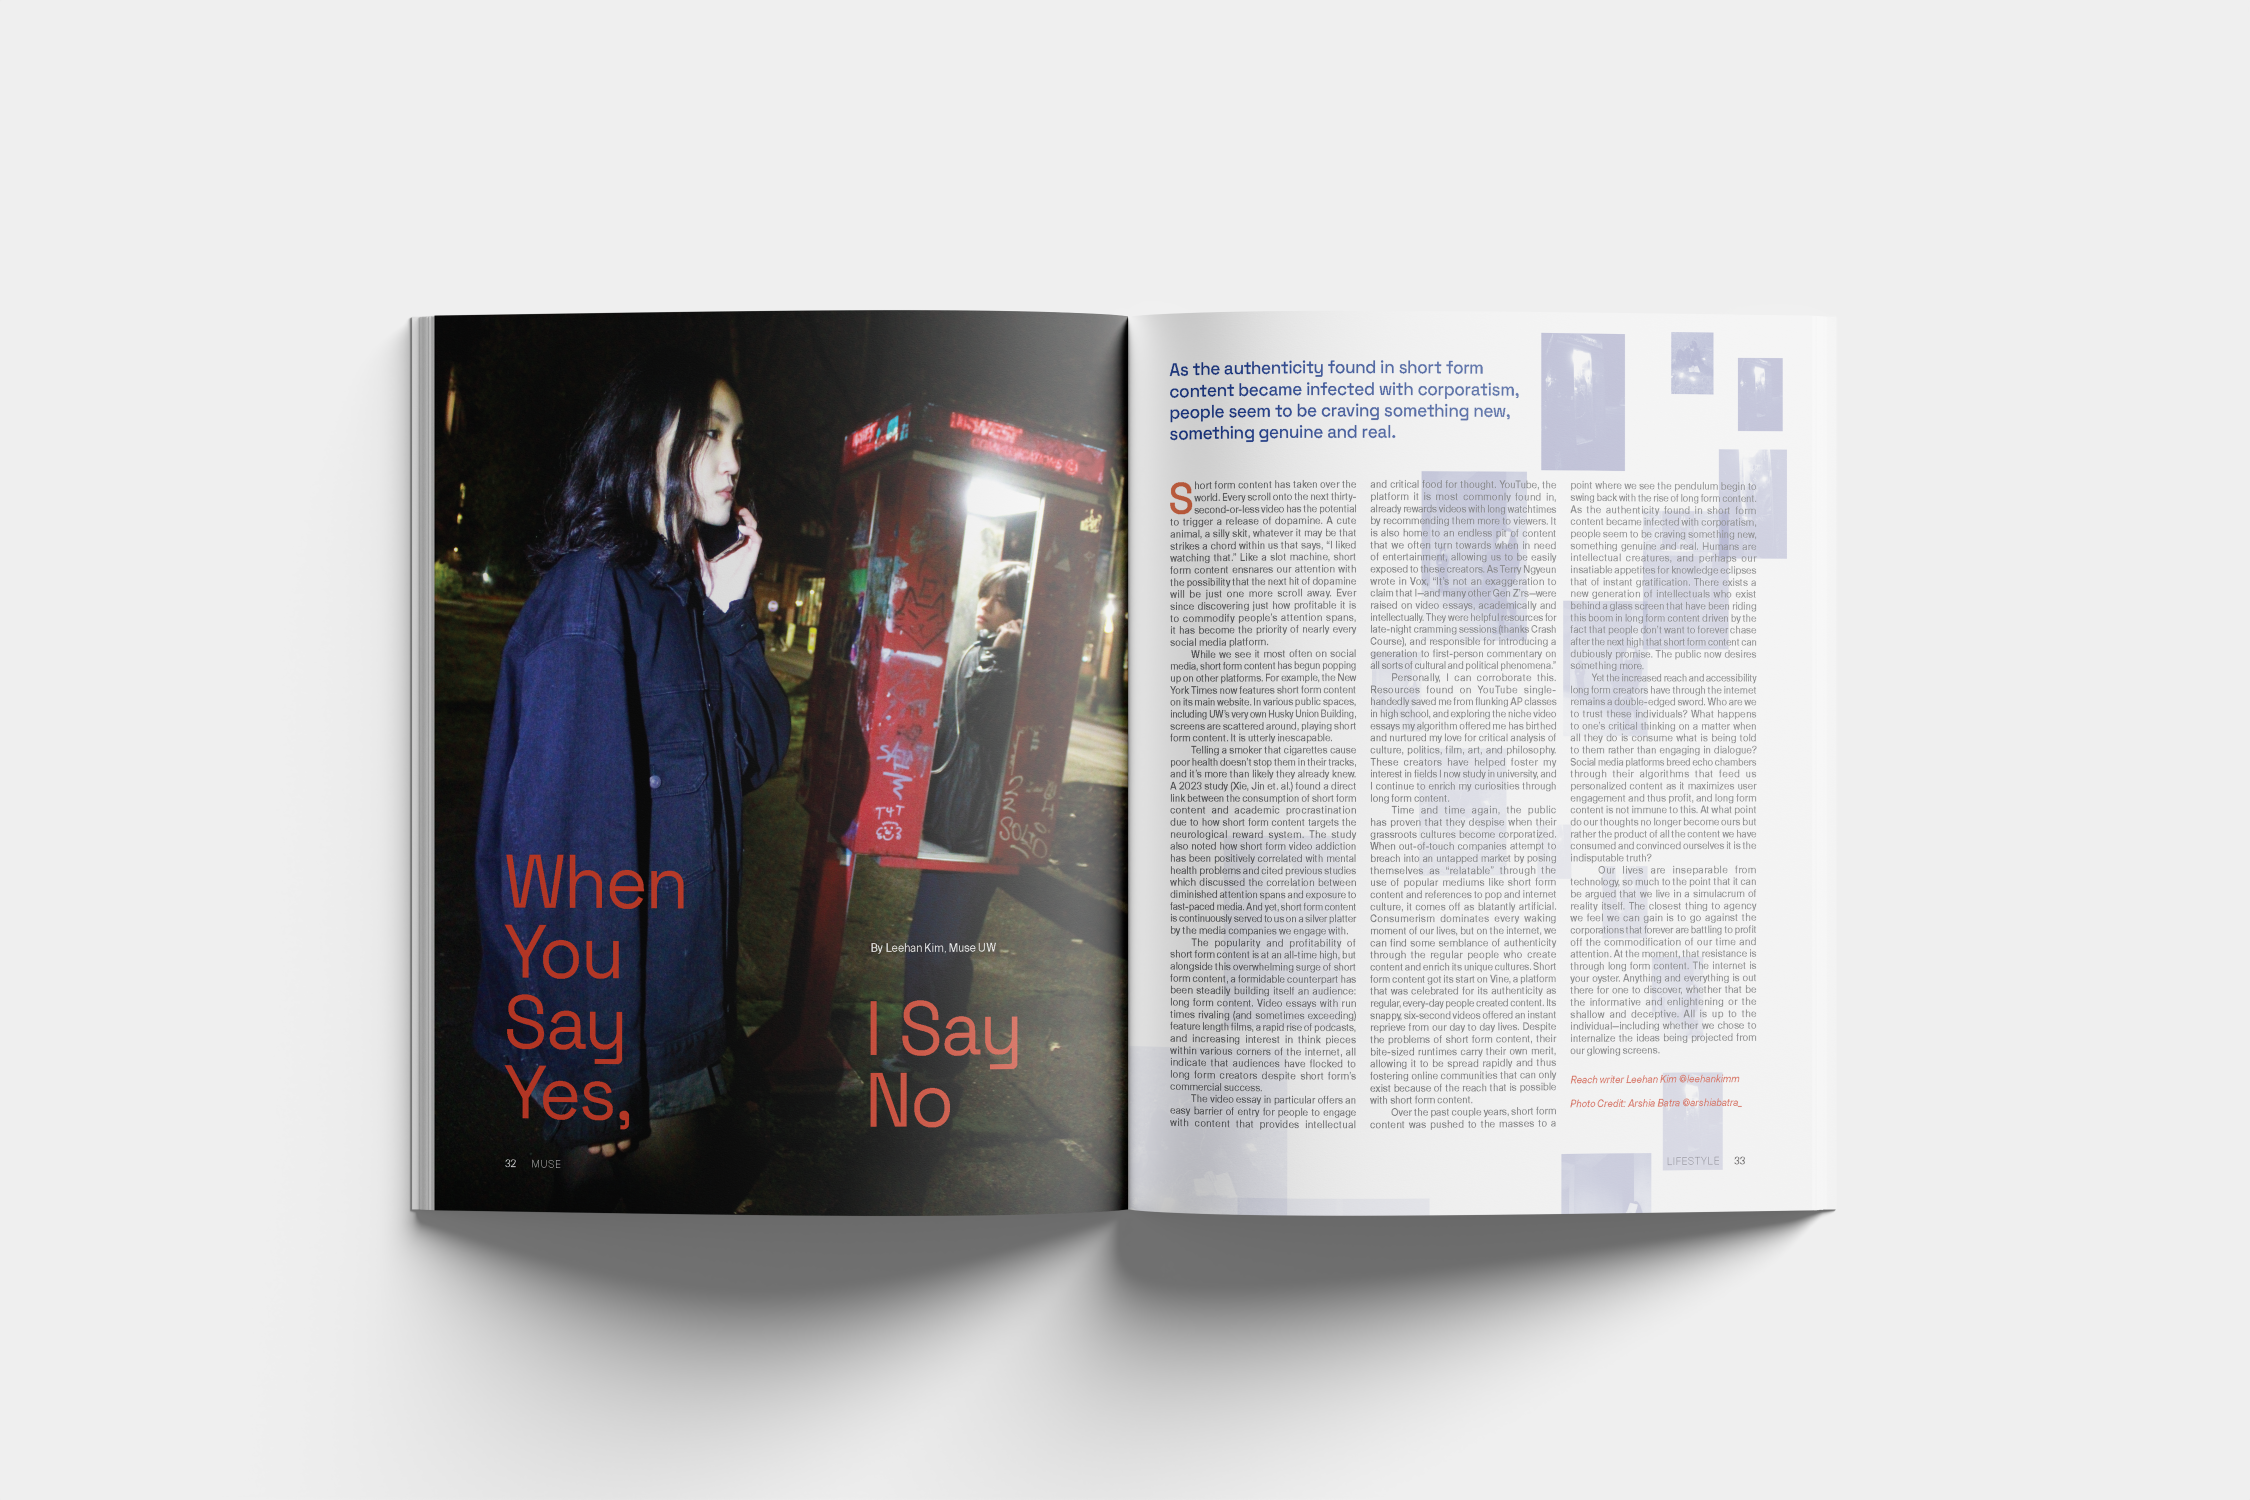 When
You
Say
Yes,
By Leehan Kim, Muse UW
I Say
No
T4T
32 MUSE
As the authenticity found in short form
content became infected with corporatism,
people seem to be craving something new,
something genuine and real.
Short form content has taken over the
world. Every scroll onto the next thirty-
second-or-less video has the potential
to trigger a release of dopamine. A cute
animal, a silly skit, whatever it may be that
strikes a chord within us that says, “I liked
watching that.” Like a slot machine, short
form content ensnares our attention with
the possibility that the next hit of dopamine
will be just one more scroll away. Ever
since discovering just how profitable it is
to commodify people’s attention spans,
it has become the priority of nearly every
social media platform.
While we see it most often on social
media, short form content has begun popping
up on other platforms. For example, the New
York Times now features short form content
on its main website. In various public spaces,
including UW’s very own Husky Union Building,
screens are scattered around, playing short
form content. It is utterly inescapable.
Telling a smoker that cigarettes cause
poor health doesn’t stop them in their tracks,
and it’s more than likely they already knew.
A 2023 study (Xie, Jin et. al.) found a direct
link between the consumption of short form
content and academic procrastination
due to how short form content targets the
neurological reward system. The study
also noted how short form video addiction
has been positively correlated with mental
health problems and cited previous studies
which discussed the correlation between
diminished attention spans and exposure to
fast-paced media. And yet, short form content
is continuously served to us on a silver platter
by the media companies we engage with.
The popularity and profitability of
short form content is at an all-time high, but
alongside this overwhelming surge of short
form content, a formidable counterpart has
been steadily building itself an audience:
long form content. Video essays with run
times rivaling (and sometimes exceeding)
feature length films, a rapid rise of podcasts,
and increasing interest in think pieces
within various corners of the internet, all
indicate that audiences have flocked to
long form creators despite short form’s
commercial success.
The video essay in particular offers an
easy barrier of entry for people to engage
with content that provides intellectual
and critical food for thought. YouTube, the
platform it is most commonly found in,
already rewards videos with long watchtimes
by recommending them more to viewers. It
is also home to an endless pit of content
that we often turn towards when in need
of entertainment, allowing us to be easily
exposed to these creators. As Terry Ngyeun
wrote in Vox, “It’s not an exaggeration to
claim that I—and many other Gen Z’rs—were
raised on video essays, academically and
intellectually. They were helpful resources for
late-night cramming sessions (thanks Crash
Course), and responsible for introducing a
generation to first-person commentary on
all sorts of cultural and political phenomena.”
Personally, I can corroborate this.
Resources found on YouTube single-
handedly saved me from flunking AP classes
in high school, and exploring the niche video
essays my algorithm offered me has birthed
and nurtured my love for critical analysis of
culture, politics, film, art, and philosophy.
These creators have helped foster my
interest in fields I now study in university, and
I continue to enrich my curiosities through
long form content.
Time and time again, the public
has proven that they despise when their
grassroots cultures become corporatized.
When out-of-touch companies attempt to
breach into an untapped market by posing
themselves as “relatable” through the
use of popular mediums like short form
content and references to pop and internet
culture, it comes off as blatantly artificial.
Consumerism dominates every waking
moment of our lives, but on the internet, we
can find some semblance of authenticity
through the regular people who create
content and enrich its unique cultures. Short
form content got its start on Vine, a platform
that was celebrated for its authenticity as
regular, every-day people created content. Its
snappy, six-second videos offered an instant
reprieve from our day to day lives. Despite
the problems of short form content, their
bite-sized runtimes carry their own merit,
allowing it to be spread rapidly and thus
fostering online communities that can only
exist because of the reach that is possible
with short form content.
Over the past couple years, short form
content was pushed to the masses to a
point where we see the pendulum begin to
swing back with the rise of long form content.
As the authenticity found in short form
content became infected with corporatism,
people seem to be craving something new,
something genuine and real. Humans are
intellectual creatures, and perhaps our
insatiable appetites for knowledge eclipses
that of instant gratification. There exists a
new generation of intellectuals who exist
behind a glass screen that have been riding
this boom in long form content driven by the
fact that people don’t want to forever chase
after the next high that short form content can
dubiously promise. The public now desires
something more.
Yet the increased reach and accessibility
long form creators have through the internet
remains a double-edged sword. Who are we
to trust these individuals? What happens
to one’s critical thinking on a matter when
all they do is consume what is being told
to them rather than engaging in dialogue?
Social media platforms breed echo chambers
through their algorithms that feed us
personalized content as it maximizes user
engagement and thus profit, and long form
content is not immune to this. At what point
do our thoughts no longer become ours but
rather the product of all the content we have
consumed and convinced ourselves it is the
indisputable truth?
Our lives are inseparable from
technology, so much to the point that it can
be argued that we live in a simulacrum of
reality itself. The closest thing to agency
we feel we can gain is to go against the
corporations that forever are battling to profit
off the commodification of our time and
attention. At the moment, that resistance is
through long form content. The internet is
your oyster. Anything and everything is out
there for one to discover, whether that be
the informative and enlightening or the
shallow and deceptive. All is up to the
individual—including whether we chose to
internalize the ideas being projected from
our glowing screens.
Reach writer Leehan Kim @leehankimm
Photo Credit: Arshia Batra @arshiabatra_
LIFESTYLE 33